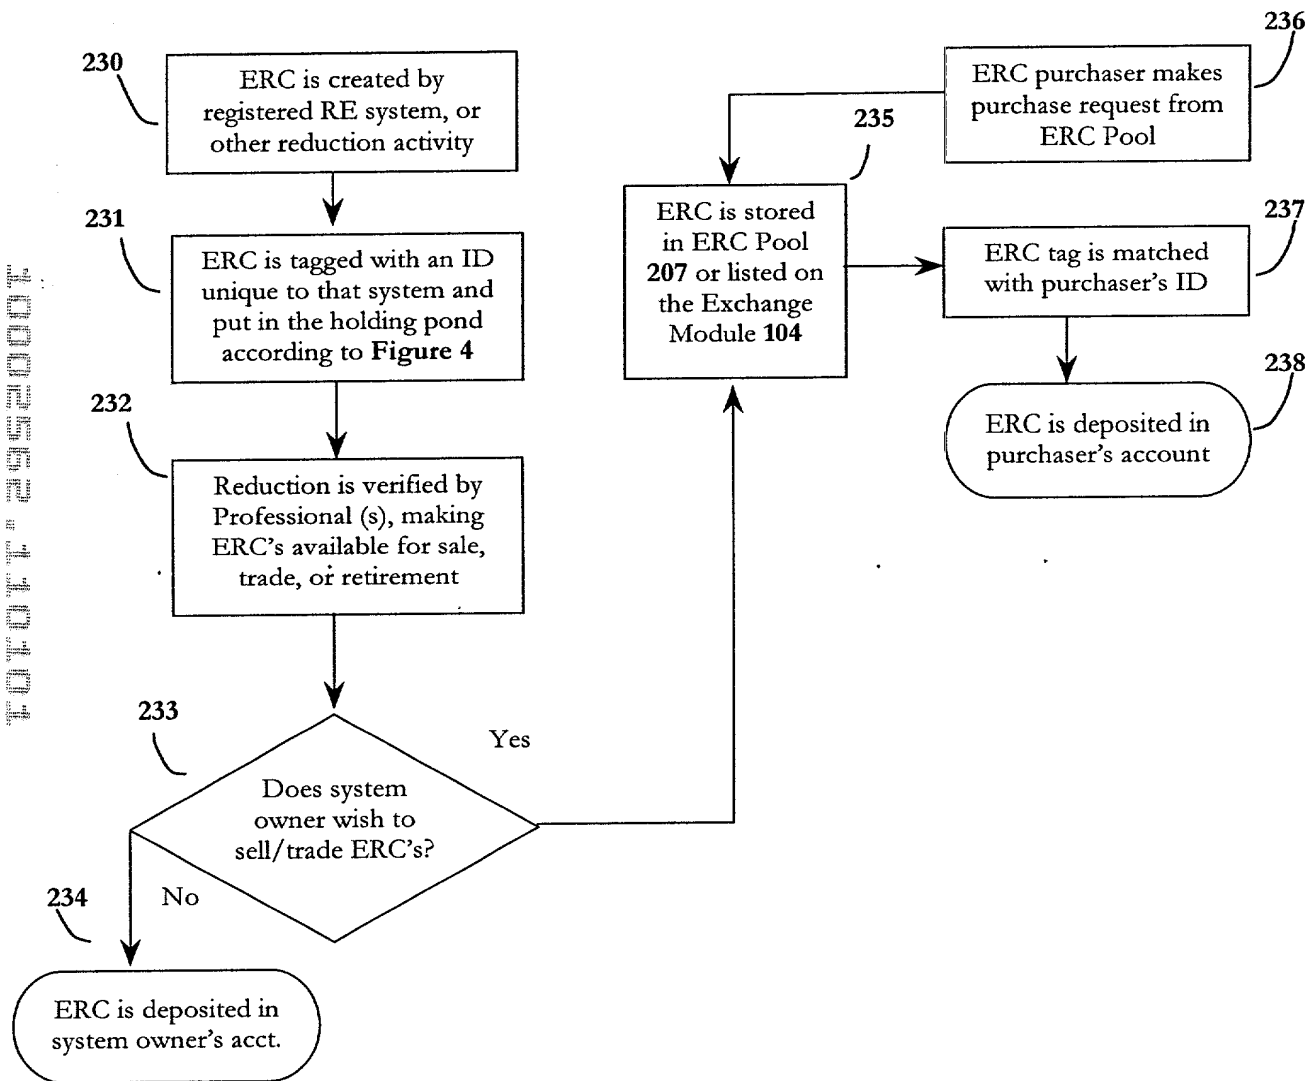 230
ERC is created by
registered RE system, or
other reduction activity
231
ERC is tagged with an ID
unique to that system and
put in the holding pond
according to Figure 4
232
Reduction is verified by
Professional (s), making
ERC's available for sale,
trade, or retirement
233
Does system
owner wish to
sell/trade ERC's?
Yes
No
234
ERC is deposited in
system owner's acct.
235
ERC is stored
in ERC Pool
207 or listed on
the Exchange
Module 104
236
ERC purchaser makes
purchase request from
ERC Pool
237
ERC tag is matched
with purchaser's ID
238
ERC is deposited in
purchaser's account